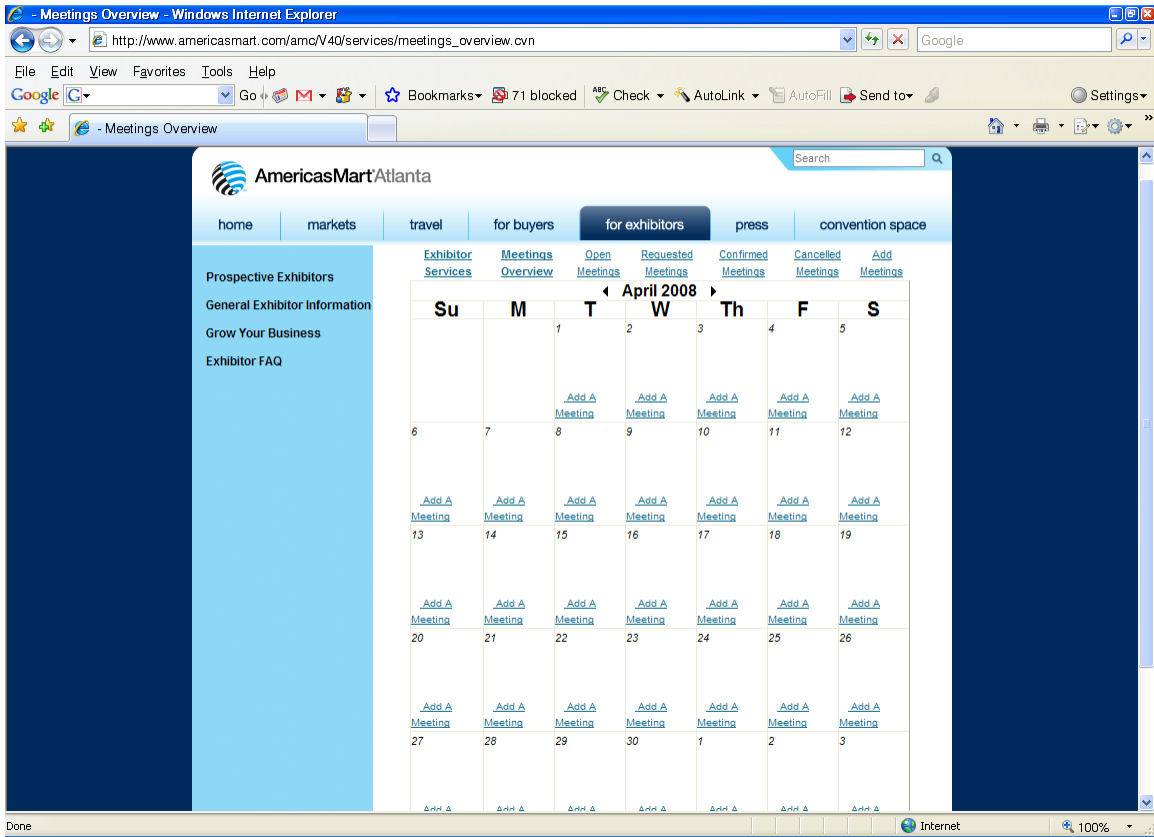 - Meetings Overview - Windows Internet Explorer
http://www.americasmart.com/amc/V40/services/meetings_overview.cvn
Google
File Edit View Favorites Tools Help
Google G Go Bookmarks 71 blocked ABC Check AutoLink AutoFill Send to Settings
- Meetings Overview
Search
AmericasMart Atlanta
home markets travel for buyers for exhibitors press convention space
Prospective Exhibitors
General Exhibitor Information
Grow Your Business
Exhibitor FAQ
Exhibitor Meetings Open Requested Confirmed Cancelled Add
Services Overview Meetings Meetings Meetings Meetings Meetings
April 2008
Su M T W Th F S
1 2 3 4 5
Add A Add A Add A Add A Add A
Meeting Meeting Meeting Meeting Meeting
6 7 8 9 10 11 12
Add A Add A Add A Add A Add A Add A Add A
Meeting Meeting Meeting Meeting Meeting Meeting Meeting
13 14 15 16 17 18 19
Add A Add A Add A Add A Add A Add A Add A
Meeting Meeting Meeting Meeting Meeting Meeting Meeting
20 21 22 23 24 25 26
Add A Add A Add A Add A Add A Add A Add A
Meeting Meeting Meeting Meeting Meeting Meeting Meeting
27 28 29 30 1 2 3
Add A Add A Add A Add A Add A Add A Add A
Done Internet 100%